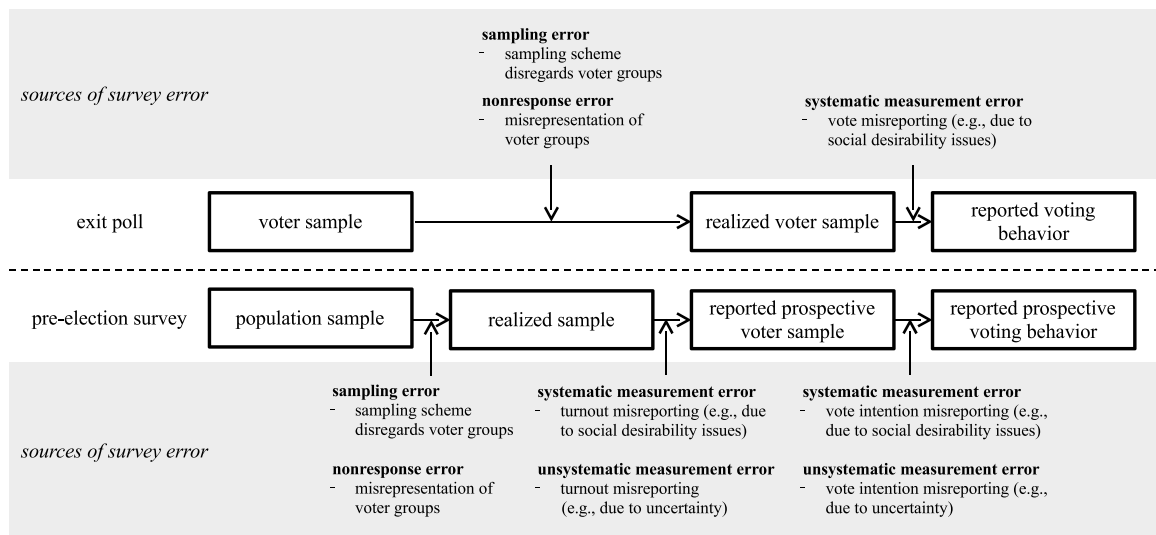 sampling error
- sampling scheme
disregards voter groups
sources of survey error
nonresponse error
- misrepresentation of
voter groups
systematic measurement error
- vote misreporting (e.g., due to
social desirability issues)
exit poll
voter sample
realized voter sample
reported voting
behavior
pre-election survey
population sample
realized sample
reported prospective
voter sample
reported prospective
voting behavior
sampling error
- sampling scheme
disregards voter groups
nonresponse error
- misrepresentation of
voter groups
systematic measurement error
- turnout misreporting (e.g., due
to social desirability issues)
unsystematic measurement error
- turnout misreporting
(e.g., due to uncertainty)
systematic measurement error
- vote intention misreporting (e.g.,
due to social desirability issues)
unsystematic measurement error
- vote intention misreporting (e.g.,
due to uncertainty)
sources of survey error